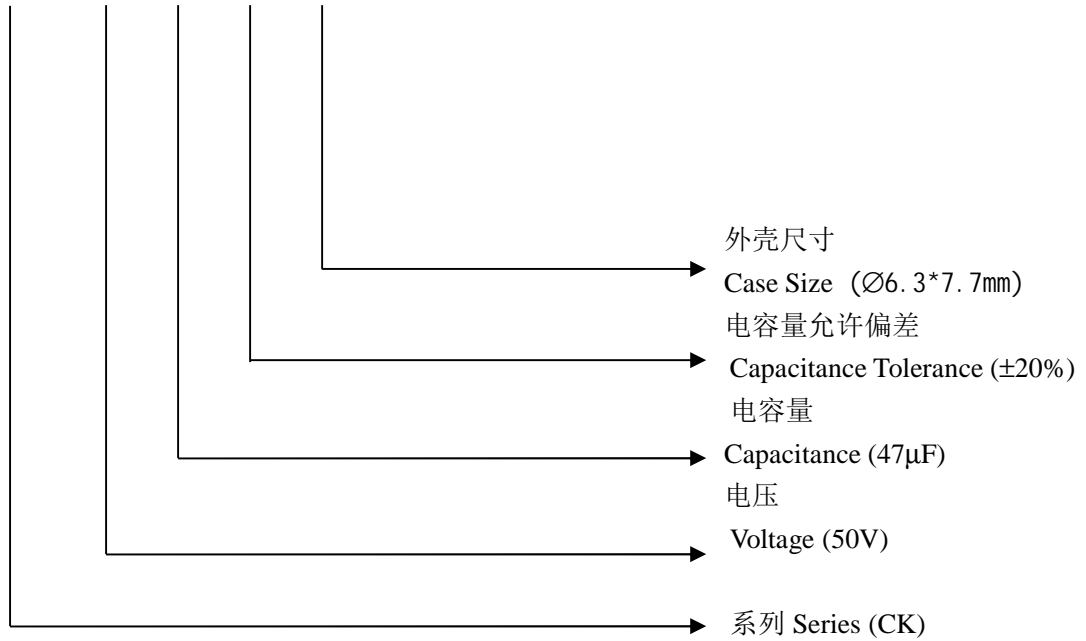 外壳尺寸
Case Size（∅6.3*7.7mm）
电容量允许偏差
Capacitance Tolerance (±20%)
电容量
Capacitance (47μF)
电压
Voltage (50V)
系列 Series (CK)